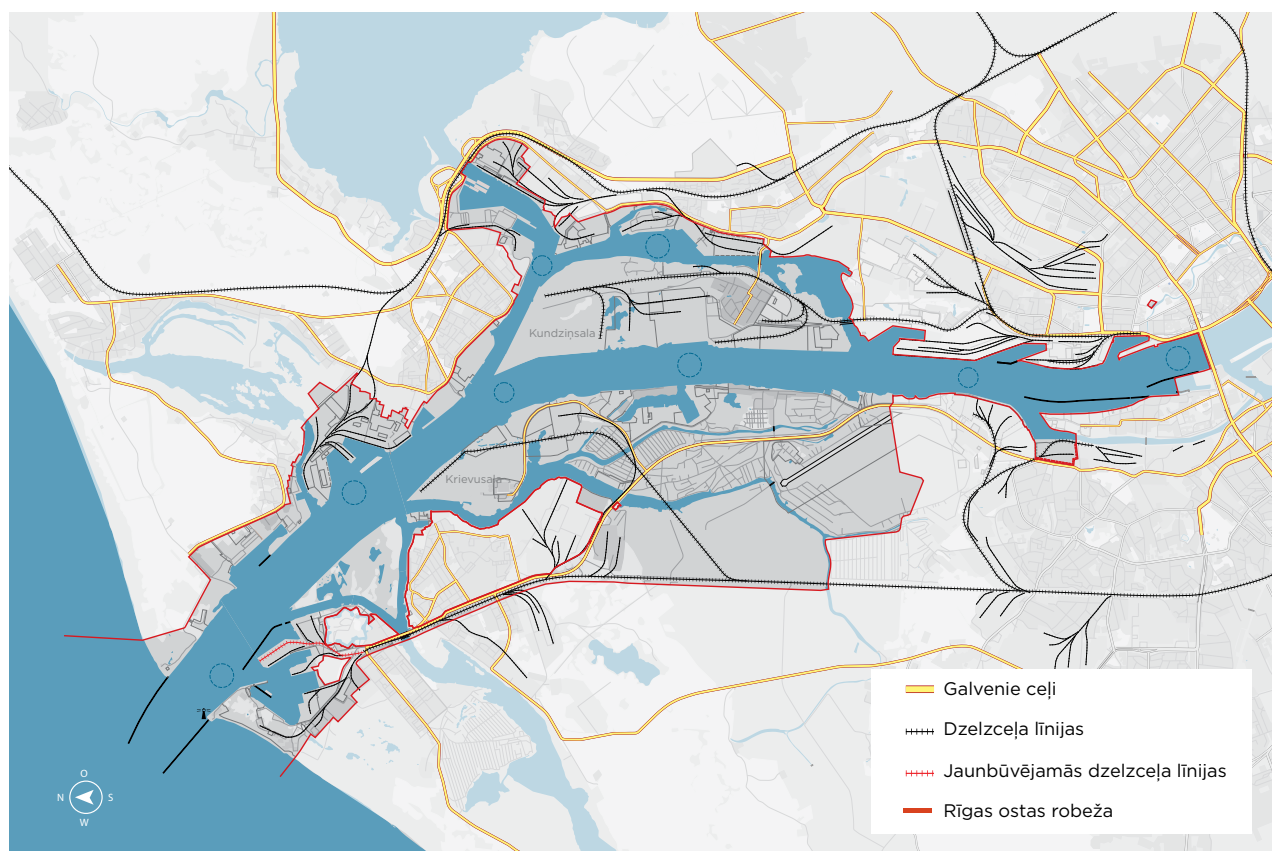 Kundziņsala
Krievusala
Galvenie ceļi
Dzelzceļa līnijas
Jaunbūvējamās dzelzceļa līnijas
Rīgas ostas robeža
O
N S
W